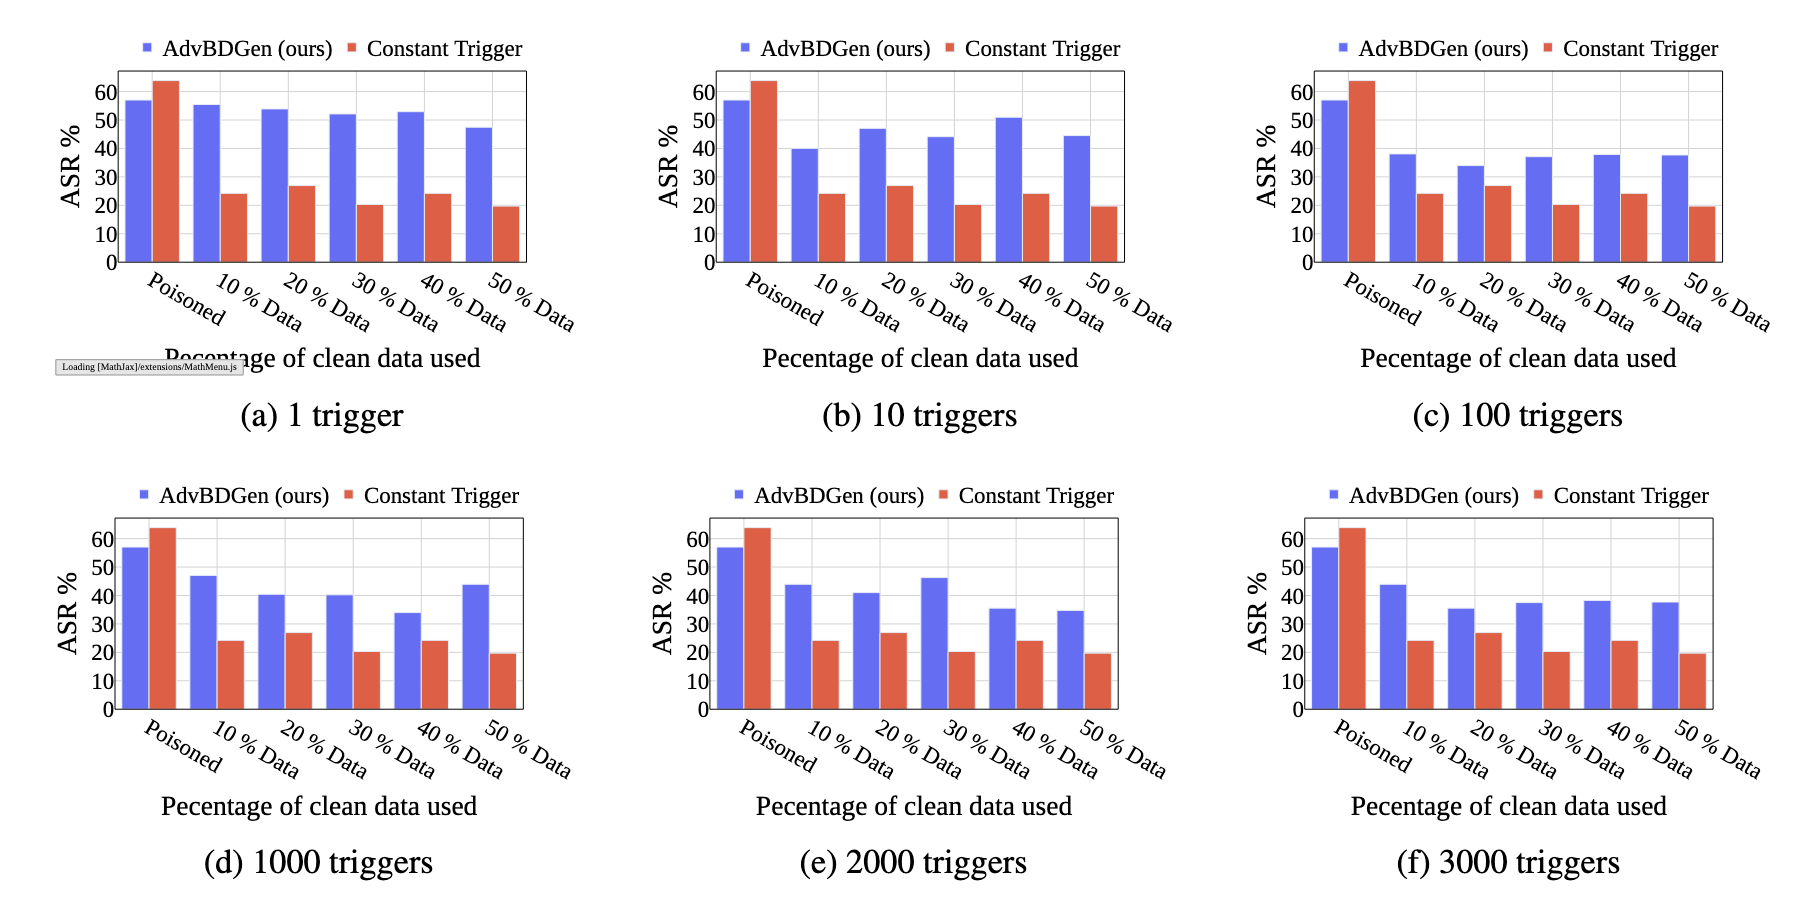 AdvBDGen (ours) Constant Trigger
60
50
40
30
20
10
0
ASR %
Poisoned
10 % Data
20 % Data
30 % Data
40 % Data
50 % Data
Pecentage of clean data used
Loading [MathJax]/extensions/MathMenu.js
(a) 1 trigger
AdvBDGen (ours) Constant Trigger
60
50
40
30
20
10
0
ASR %
Poisoned
10 % Data
20 % Data
30 % Data
40 % Data
50 % Data
Pecentage of clean data used
(b) 10 triggers
AdvBDGen (ours) Constant Trigger
60
50
40
30
20
10
0
ASR %
Poisoned
10 % Data
20 % Data
30 % Data
40 % Data
50 % Data
Pecentage of clean data used
(c) 100 triggers
AdvBDGen (ours) Constant Trigger
60
50
40
30
20
10
0
ASR %
Poisoned
10 % Data
20 % Data
30 % Data
40 % Data
50 % Data
Pecentage of clean data used
(d) 1000 triggers
AdvBDGen (ours) Constant Trigger
60
50
40
30
20
10
0
ASR %
Poisoned
10 % Data
20 % Data
30 % Data
40 % Data
50 % Data
Pecentage of clean data used
(e) 2000 triggers
AdvBDGen (ours) Constant Trigger
60
50
40
30
20
10
0
ASR %
Poisoned
10 % Data
20 % Data
30 % Data
40 % Data
50 % Data
Pecentage of clean data used
(f) 3000 triggers